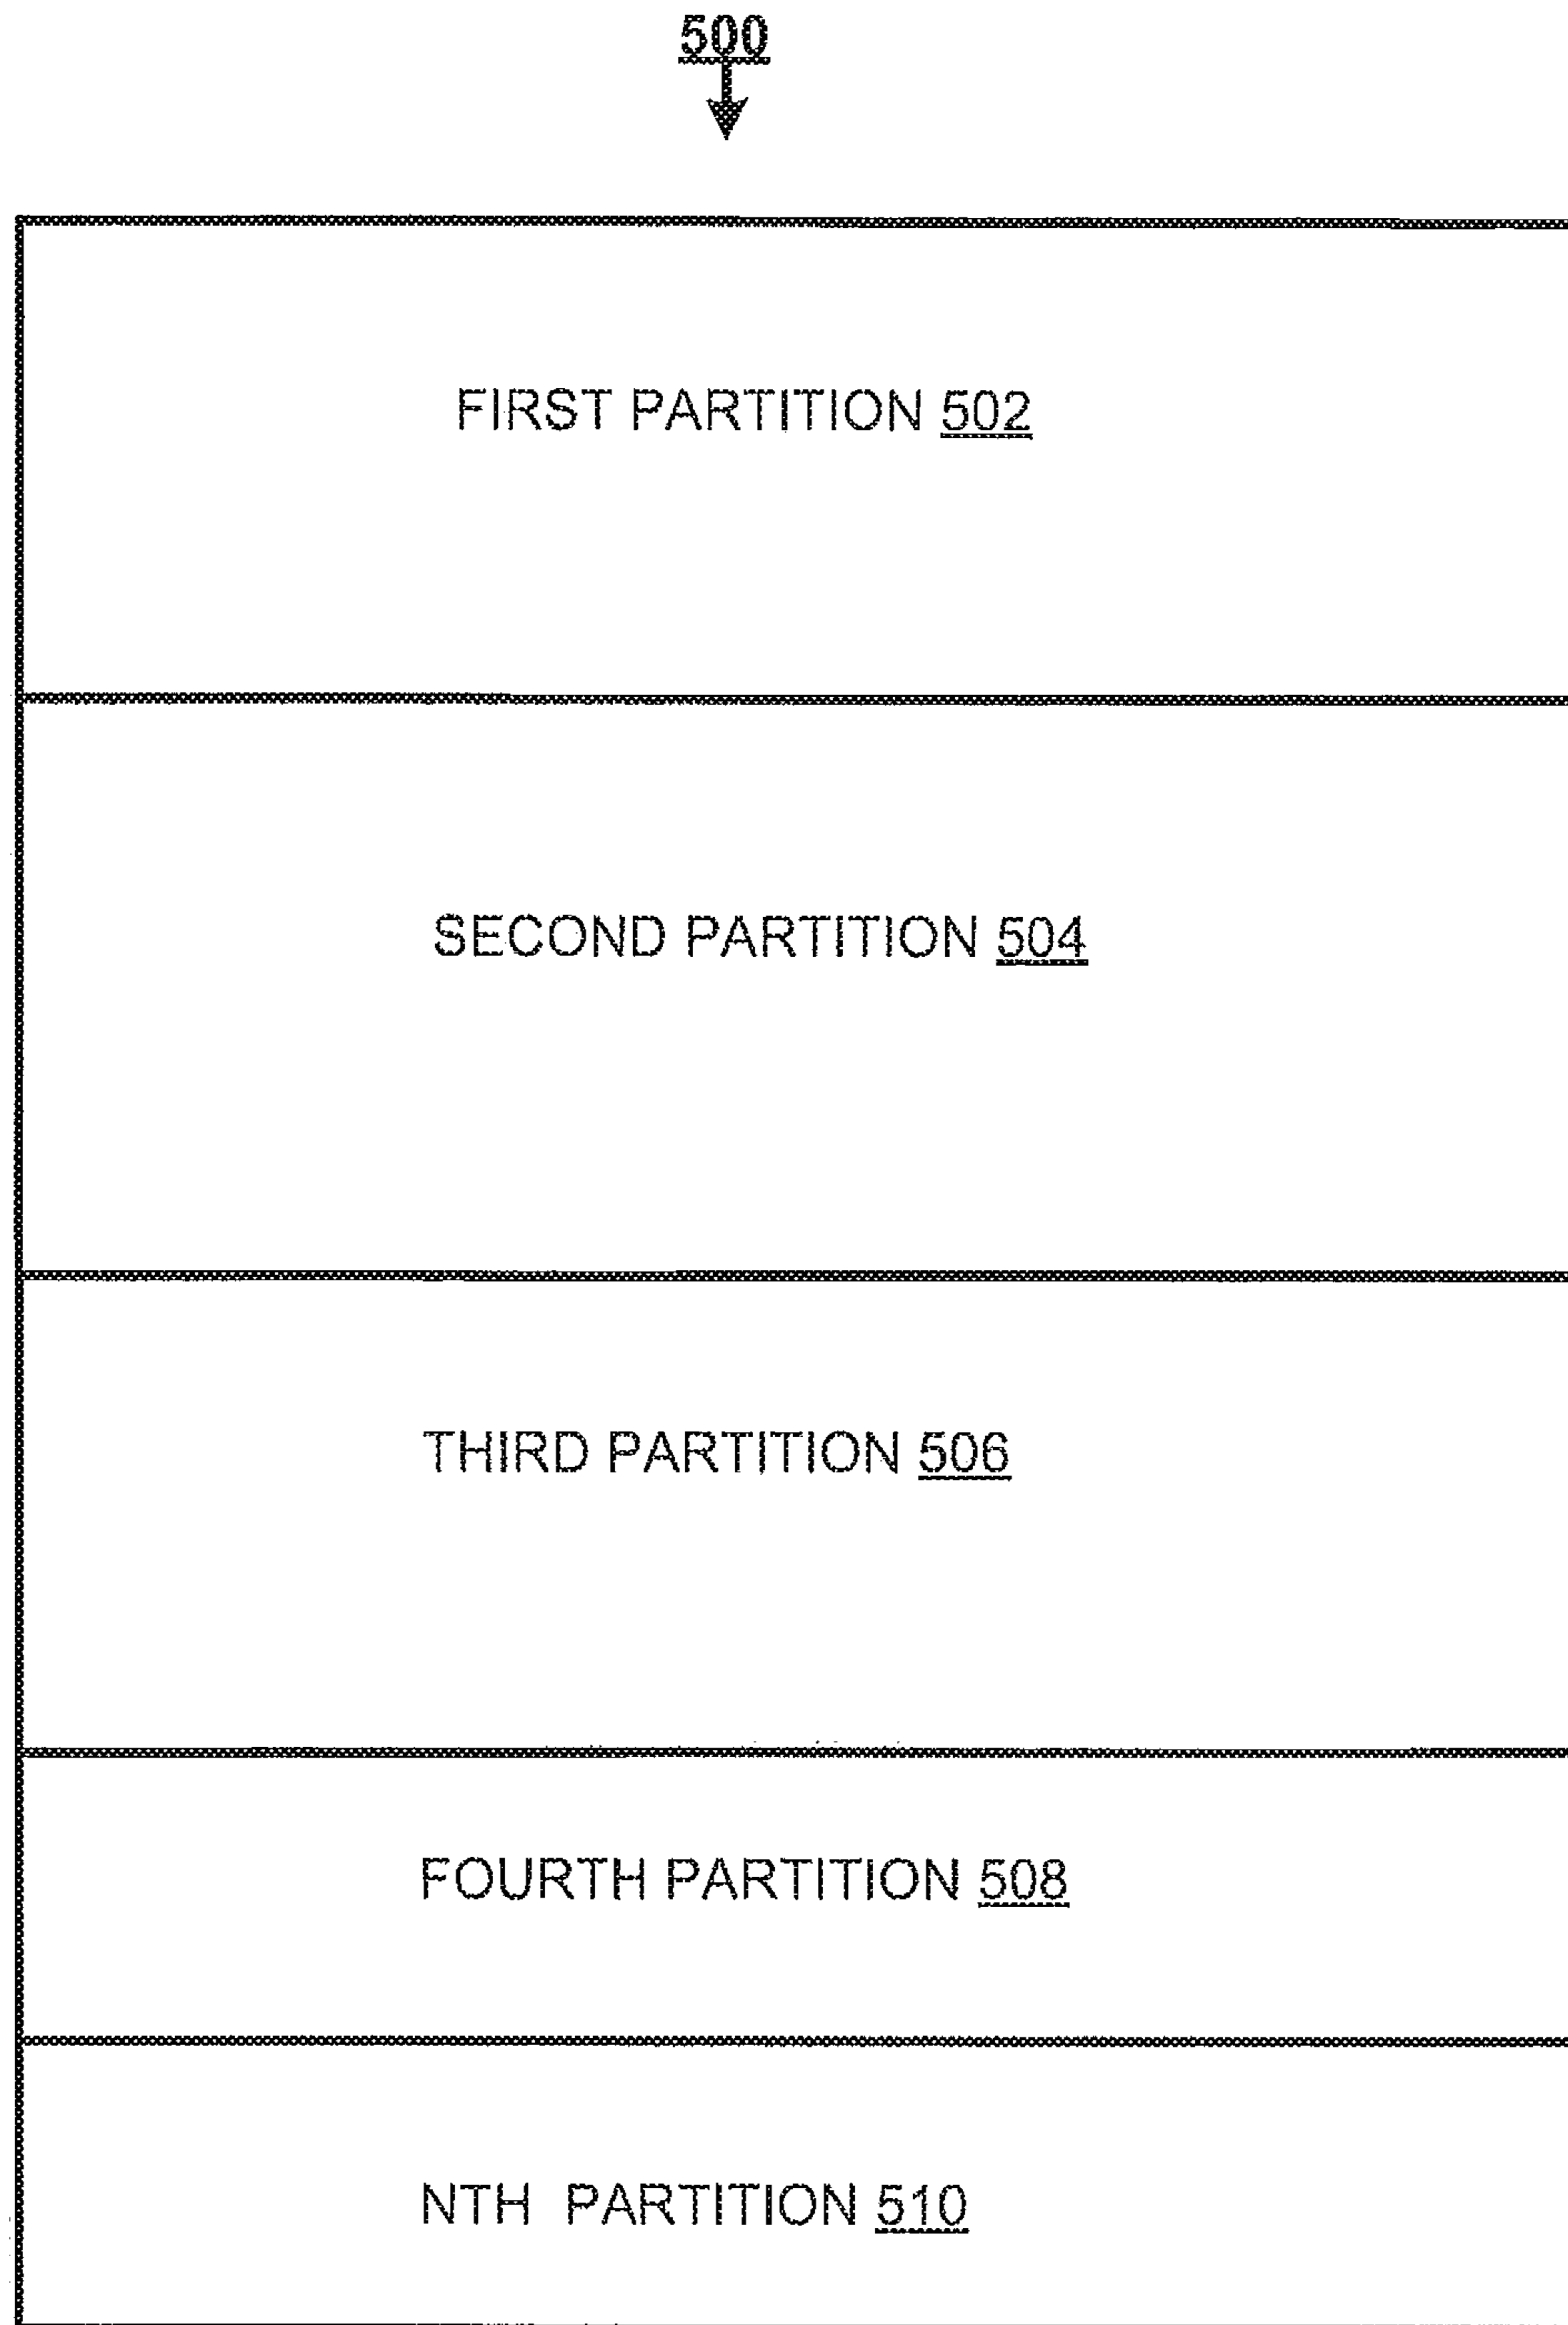 500
FIRST PARTITION 502
SECOND PARTITION 504
THIRD PARTITION 506
FOURTH PARTITION 508
NTH PARTITION 510